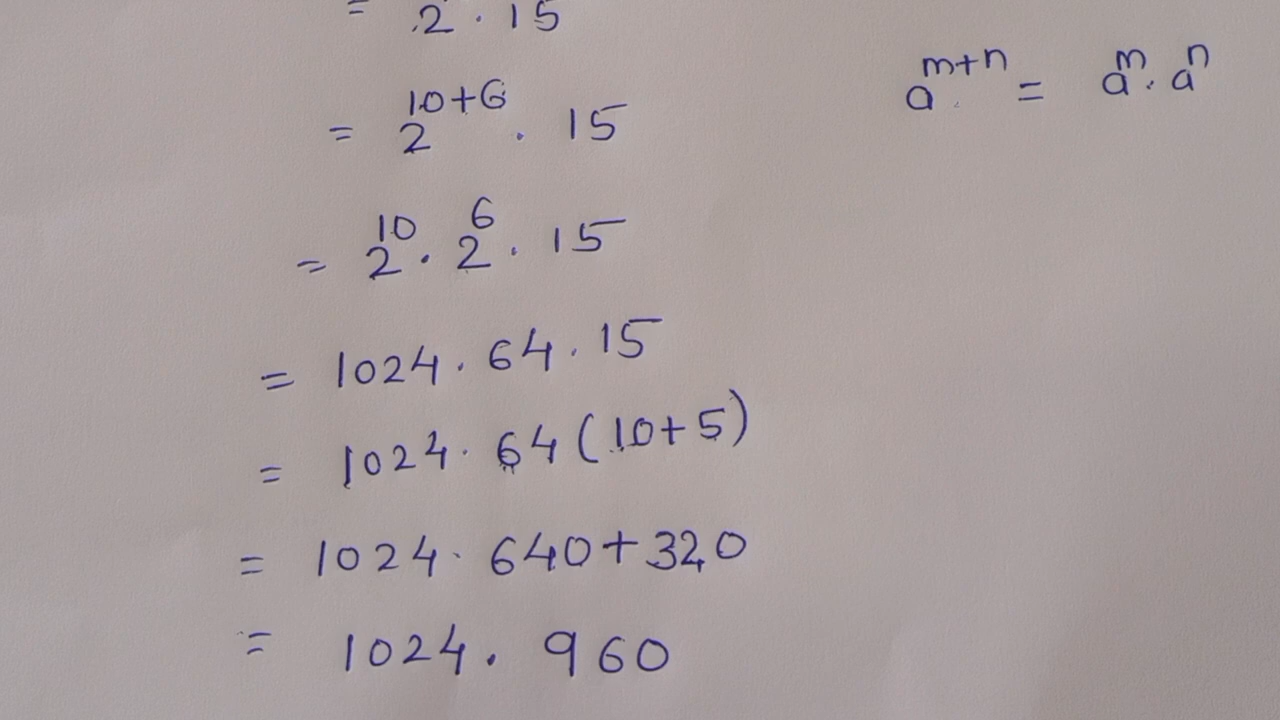 = 2 . 15
= 2^{10+6} . 15
a^{m+n} = a^m . a^n
= 2^{10} . 2^6 . 15
= 1024 . 64 . 15
= 1024 . 64 (10+5)
= 1024 . 640+320
= 1024 . 960